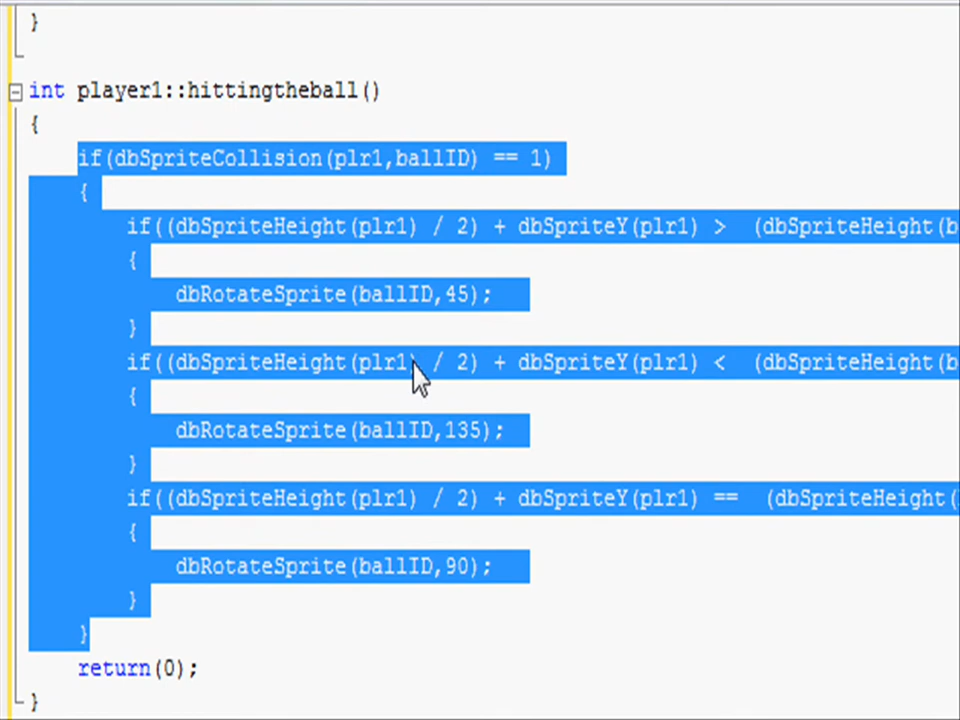 }
int player1::hittingtheball()
{
if(dbSpriteCollision(plr1,ballID) == 1)
{
if((dbSpriteHeight(plr1) / 2) + dbSpriteY(plr1) > (dbSpriteHeight(b
{
dbRotateSprite(ballID,45);
}
if((dbSpriteHeight(plr1) / 2) + dbSpriteY(plr1) < (dbSpriteHeight(b
{
dbRotateSprite(ballID,135);
}
if((dbSpriteHeight(plr1) / 2) + dbSpriteY(plr1) == (dbSpriteHeight(
{
dbRotateSprite(ballID,90);
}
}
return(0);
}